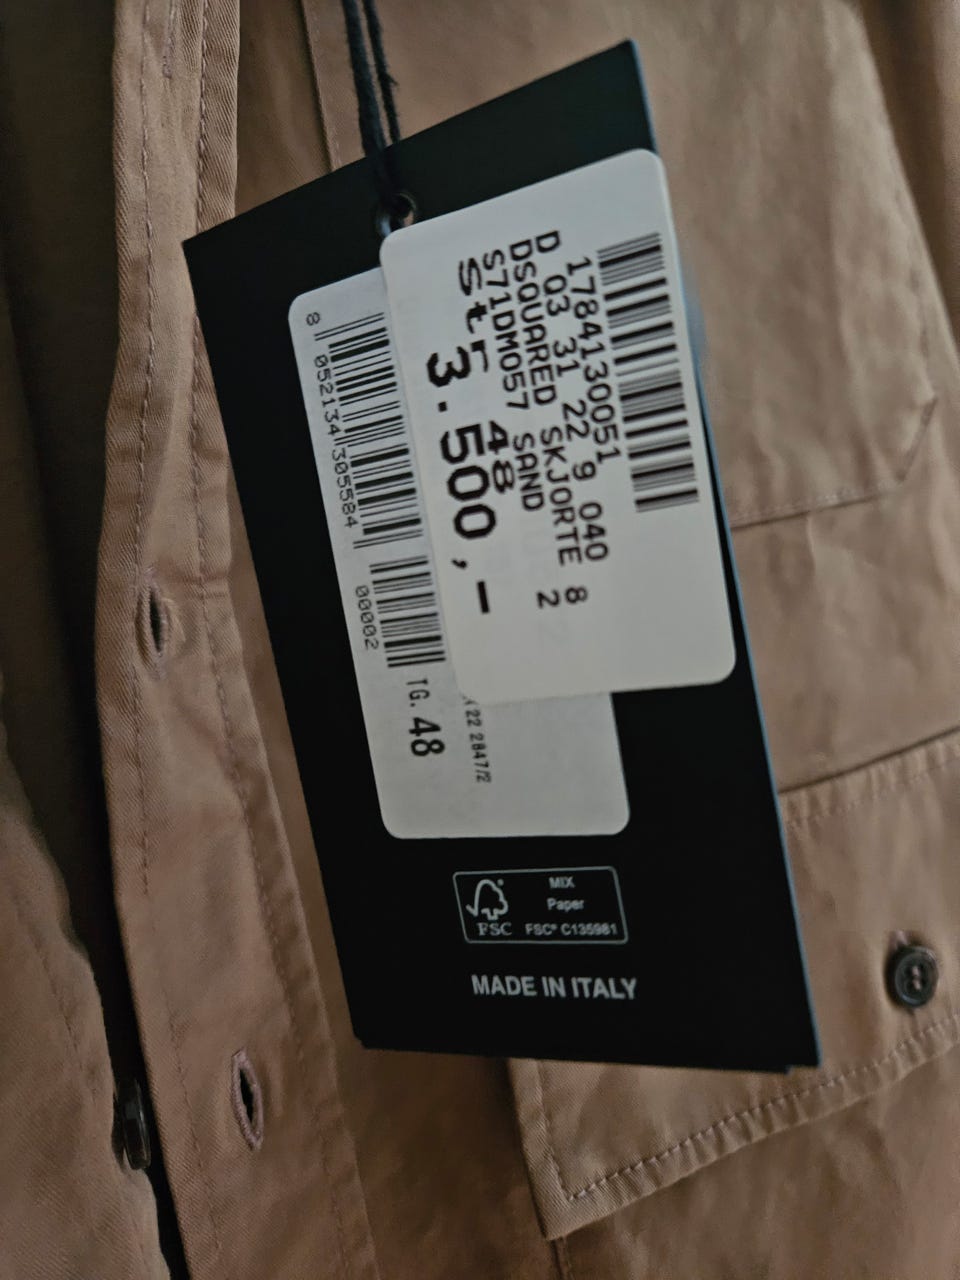 1784130051
D 03 31 22 9 040 8
DSQUARED SKJORTE 2
S71DM057 SAND
Str 48
3.500,-
8 052134 305584
00002
TG. 48
22 2847/2
FSC
MIX
Paper
FSC® C135981
MADE IN ITALY